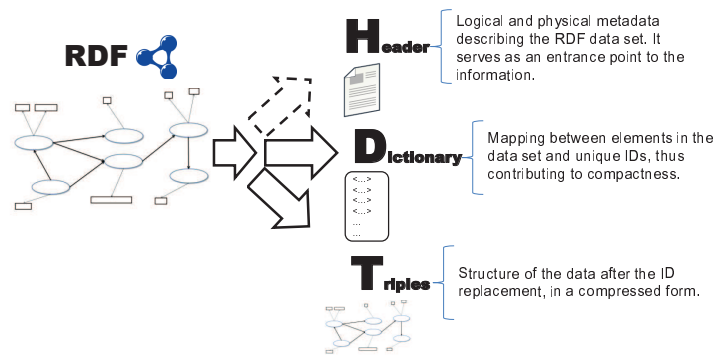 RDF
Header
Logical and physical metadata
describing the RDF data set. It
serves as an entrance point to the
information.
Dictionary
Mapping between elements in the
data set and unique IDs, thus
contributing to compactness.
<...>
<...>
<...>
<...>
...
...
Triples
Structure of the data after the ID
replacement, in a compressed form.